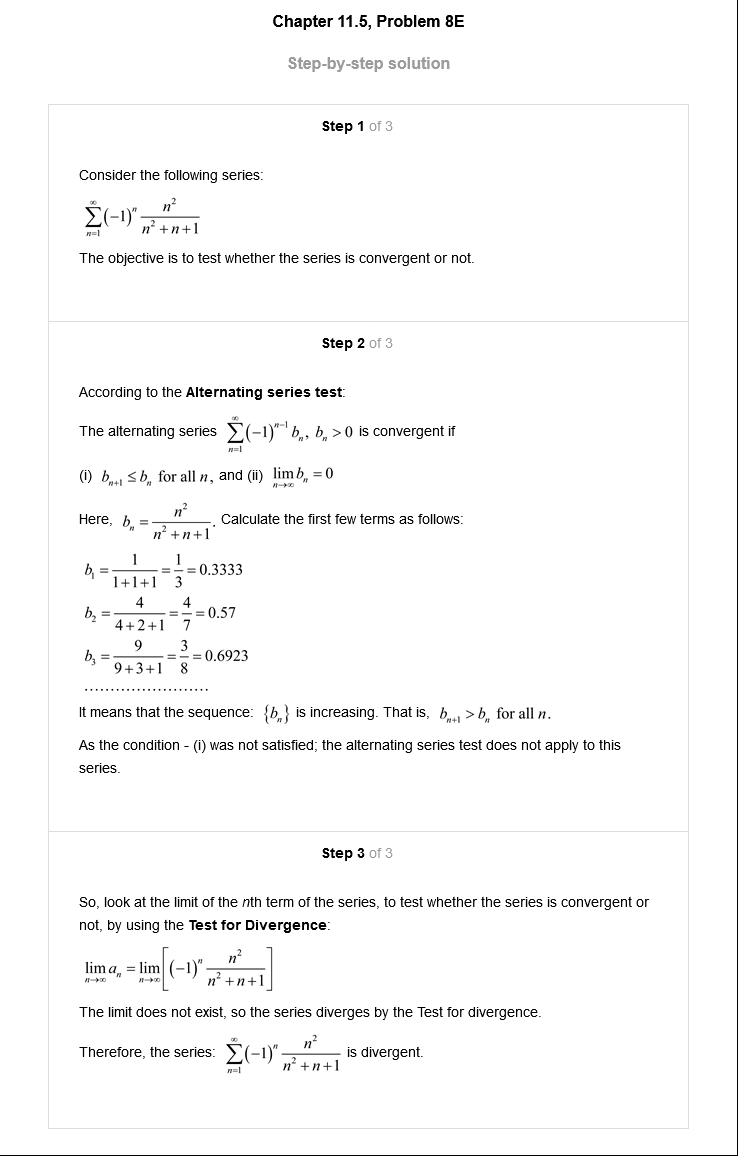 Chapter 11.5, Problem 8E
Step-by-step solution
Step 1 of 3
Consider the following series:
$\sum_{n=1}^{\infty}(-1)^n \frac{n^2}{n^2+n+1}$
The objective is to test whether the series is convergent or not.
Step 2 of 3
According to the Alternating series test:
The alternating series $\sum_{n=1}^{\infty}(-1)^{n-1} b_n, b_n > 0$ is convergent if
(i) $b_{n+1} \le b_n$ for all n, and (ii) $\lim_{n\to\infty} b_n = 0$
Here, $b_n = \frac{n^2}{n^2+n+1}$. Calculate the first few terms as follows:
$b_1 = \frac{1}{1+1+1} = \frac{1}{3} = 0.3333$
$b_2 = \frac{4}{4+2+1} = \frac{4}{7} = 0.57$
$b_3 = \frac{9}{9+3+1} = \frac{3}{8} = 0.6923$
........................
It means that the sequence: $\{b_n\}$ is increasing. That is, $b_{n+1} > b_n$ for all n.
As the condition - (i) was not satisfied; the alternating series test does not apply to this
series.
Step 3 of 3
So, look at the limit of the nth term of the series, to test whether the series is convergent or
not, by using the Test for Divergence:
$\lim_{n\to\infty} a_n = \lim_{n\to\infty}\left[(-1)^n \frac{n^2}{n^2+n+1}\right]$
The limit does not exist, so the series diverges by the Test for divergence.
Therefore, the series: $\sum_{n=1}^{\infty}(-1)^n \frac{n^2}{n^2+n+1}$ is divergent.